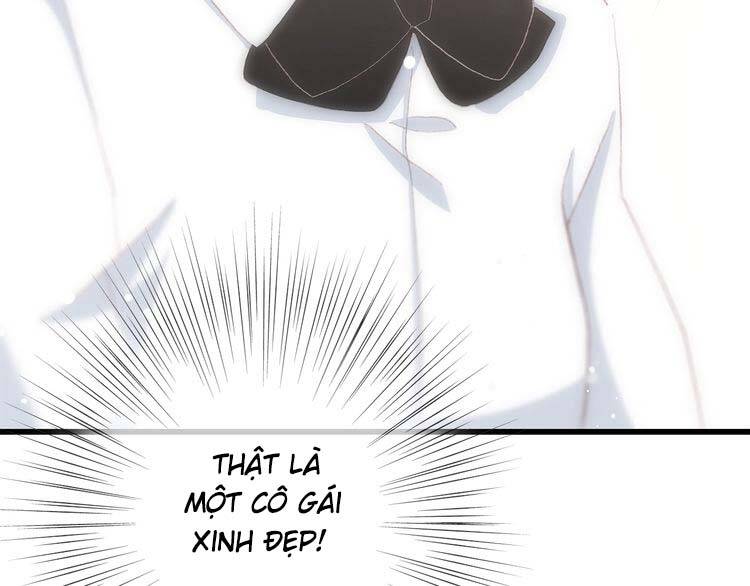 THẬT LÀ
MỘT CÔ GÁI
XINH ĐẸP!